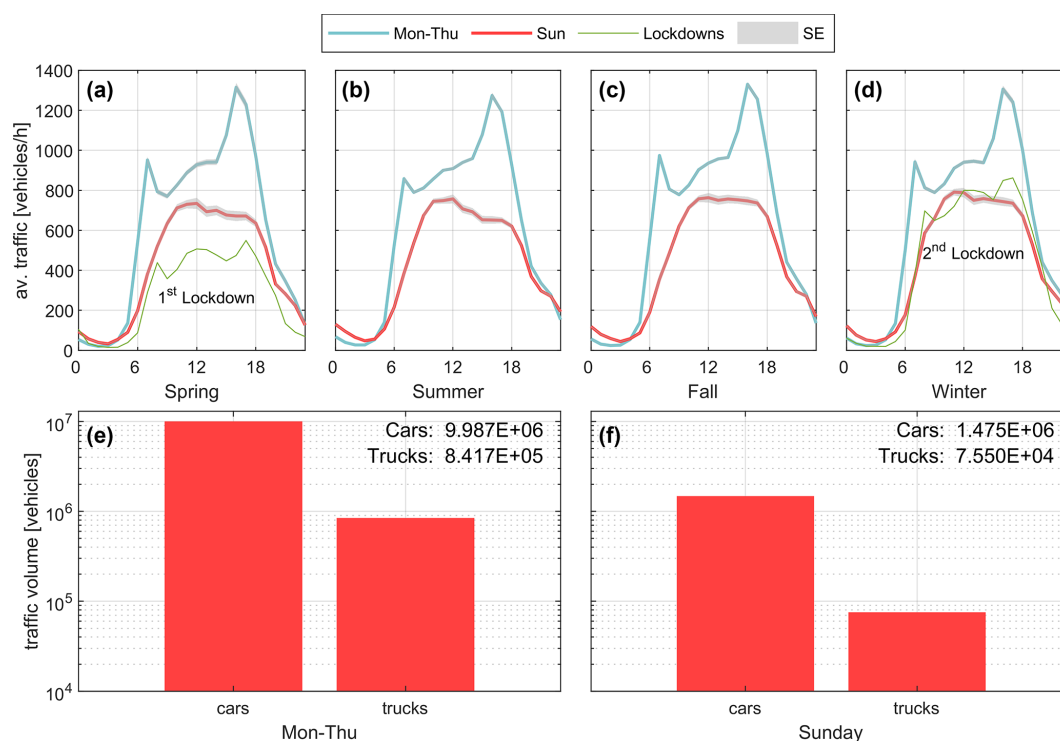 Mon-Thu Sun Lockdowns SE
(a) (b) (c) (d)
av. traffic [vehicles/h]
1400
1200
1000
800
600
400
200
0
1st Lockdown
2nd Lockdown
0 6 12 18 0 6 12 18 0 6 12 18 0 6 12 18
Spring Summer Fall Winter
traffic volume [vehicles]
10^7
10^6
10^5
10^4
(e)
Cars: 9.987E+06
Trucks: 8.417E+05
cars trucks
Mon-Thu
(f)
Cars: 1.475E+06
Trucks: 7.550E+04
cars trucks
Sunday